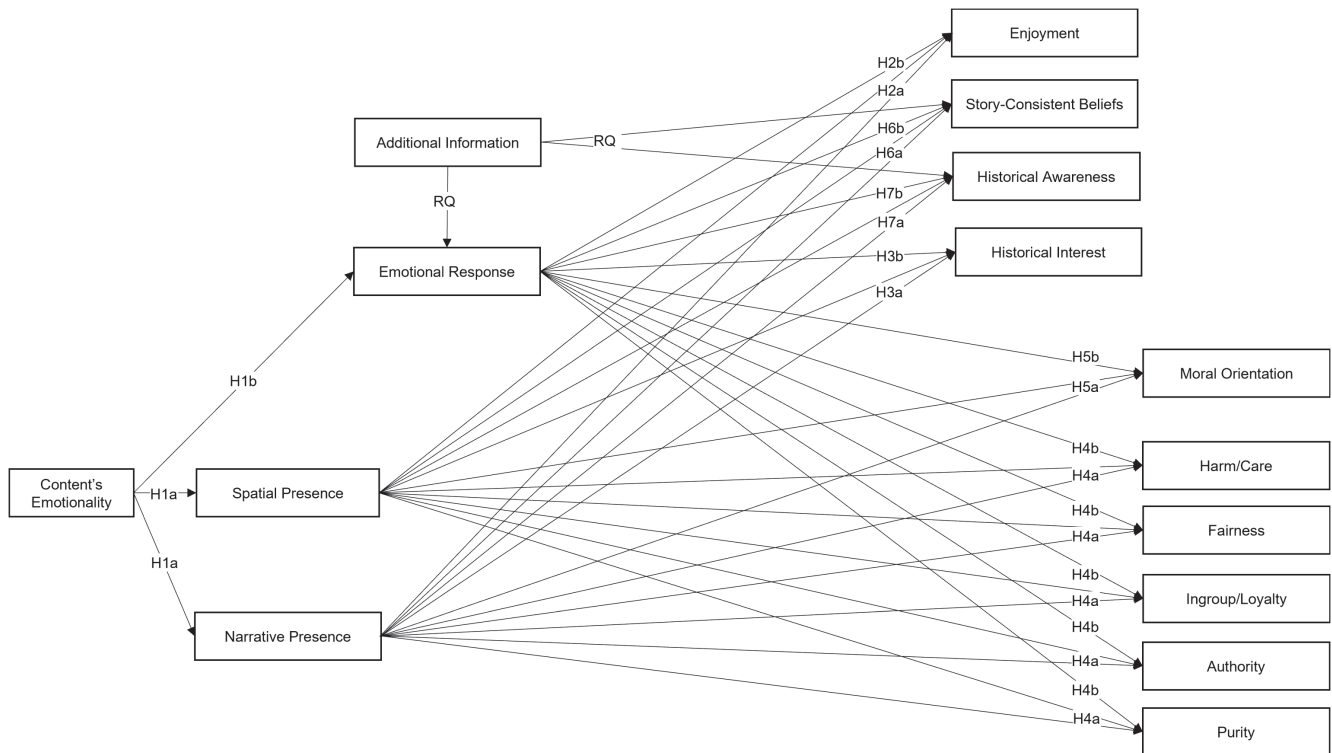 Enjoyment
H2b
H2a
Story-Consistent Beliefs
Additional Information
RQ
H6b
H6a
Historical Awareness
RQ
H7b
H7a
Emotional Response
Historical Interest
H3b
H3a
H1b
H5b
Moral Orientation
H5a
Content's
Emotionality
H1a
Spatial Presence
H4b
Harm/Care
H4a
H4b
Fairness
H4a
H1a
H4b
Ingroup/Loyalty
H4a
Narrative Presence
H4b
Authority
H4a
H4b
Purity
H4a